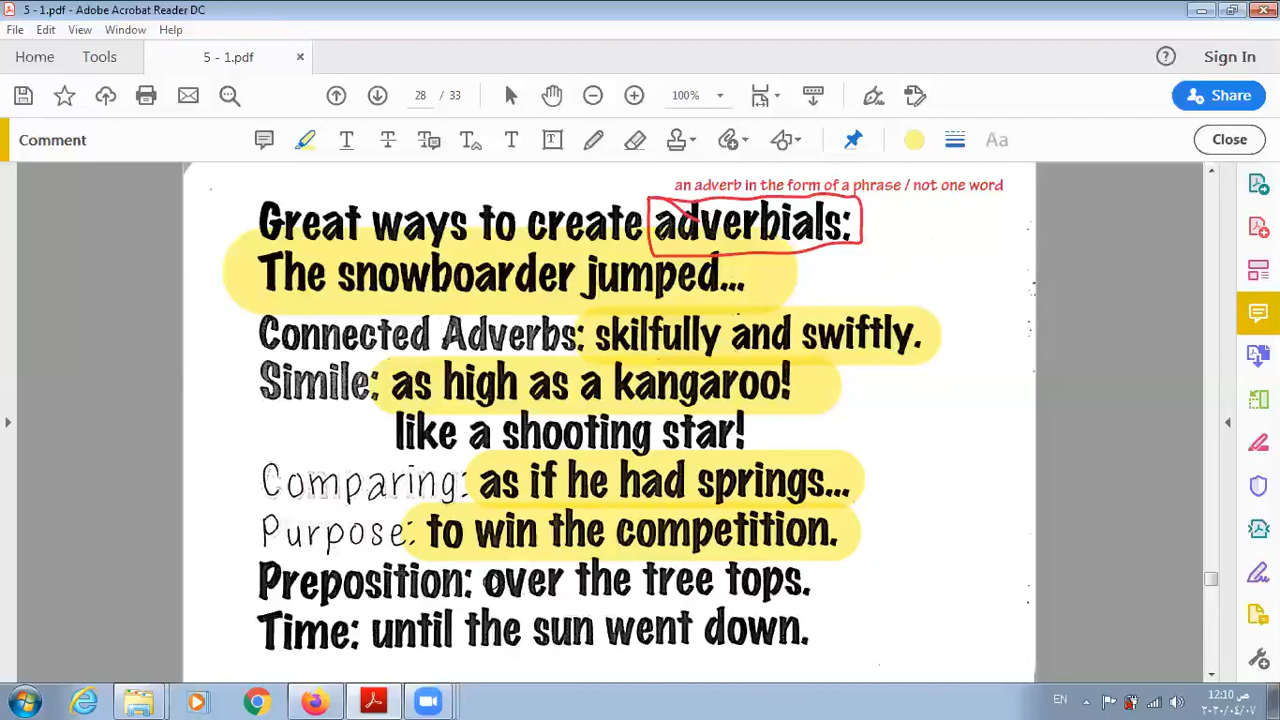 5 - 1.pdf - Adobe Acrobat Reader DC
File Edit View Window Help
Home Tools 5 - 1.pdf × Sign In
28 / 33 100% Share
Comment Close
an adverb in the form of a phrase / not one word
Great ways to create adverbials:
The snowboarder jumped...
Connected Adverbs: skilfully and swiftly.
Simile: as high as a kangaroo!
like a shooting star!
Comparing: as if he had springs...
Purpose: to win the competition.
Preposition: over the tree tops.
Time: until the sun went down.
EN
12:10 ص
٢٠٢٠/٠٤/٠٧